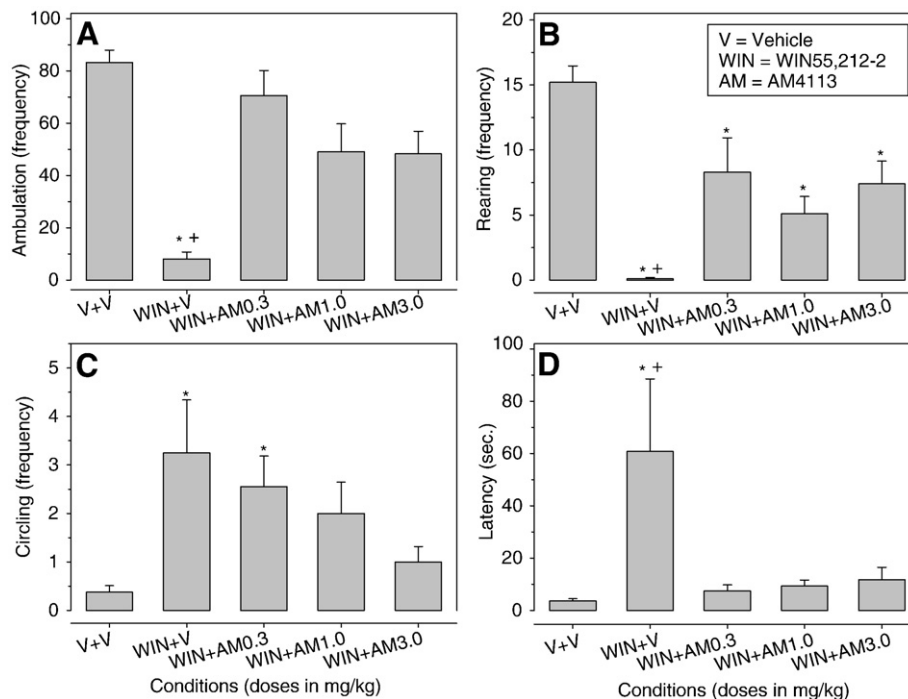 A
Ambulation (frequency)
100
80
60
40
20
0
* +
V+V
WIN+V
WIN+AM0.3
WIN+AM1.0
WIN+AM3.0
B
V = Vehicle
WIN = WIN55,212-2
AM = AM4113
Rearing (frequency)
20
15
10
5
0
* +
*
*
*
V+V
WIN+V
WIN+AM0.3
WIN+AM1.0
WIN+AM3.0
C
Circling (frequency)
5
4
3
2
1
0
*
*
V+V
WIN+V
WIN+AM0.3
WIN+AM1.0
WIN+AM3.0
Conditions (doses in mg/kg)
D
Latency (sec.)
100
80
60
40
20
0
* +
V+V
WIN+V
WIN+AM0.3
WIN+AM1.0
WIN+AM3.0
Conditions (doses in mg/kg)